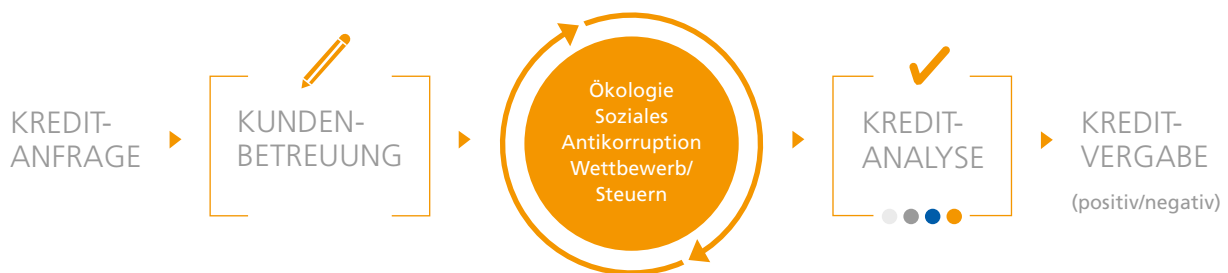 KREDIT-
ANFRAGE
KUNDEN-
BETREUUNG
Ökologie
Soziales
Antikorruption
Wettbewerb/
Steuern
KREDIT-
ANALYSE
KREDIT-
VERGABE
(positiv/negativ)